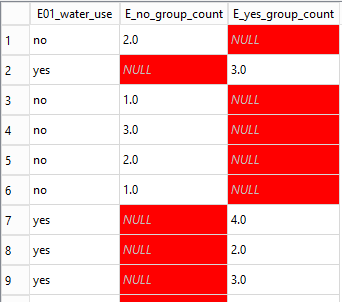 E01_water_use E_no_group_count E_yes_group_count
1 no 2.0 NULL
2 yes NULL 3.0
3 no 1.0 NULL
4 no 3.0 NULL
5 no 2.0 NULL
6 no 1.0 NULL
7 yes NULL 4.0
8 yes NULL 2.0
9 yes NULL 3.0